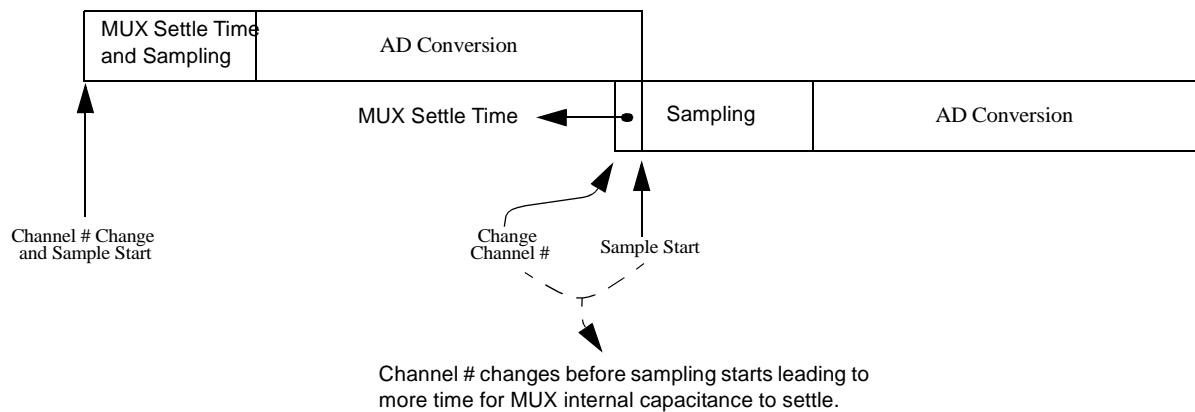 MUX Settle Time
and Sampling
AD Conversion
MUX Settle Time
Sampling
AD Conversion
Channel # Change
and Sample Start
Change
Channel #
Sample Start
Channel # changes before sampling starts leading to
more time for MUX internal capacitance to settle.